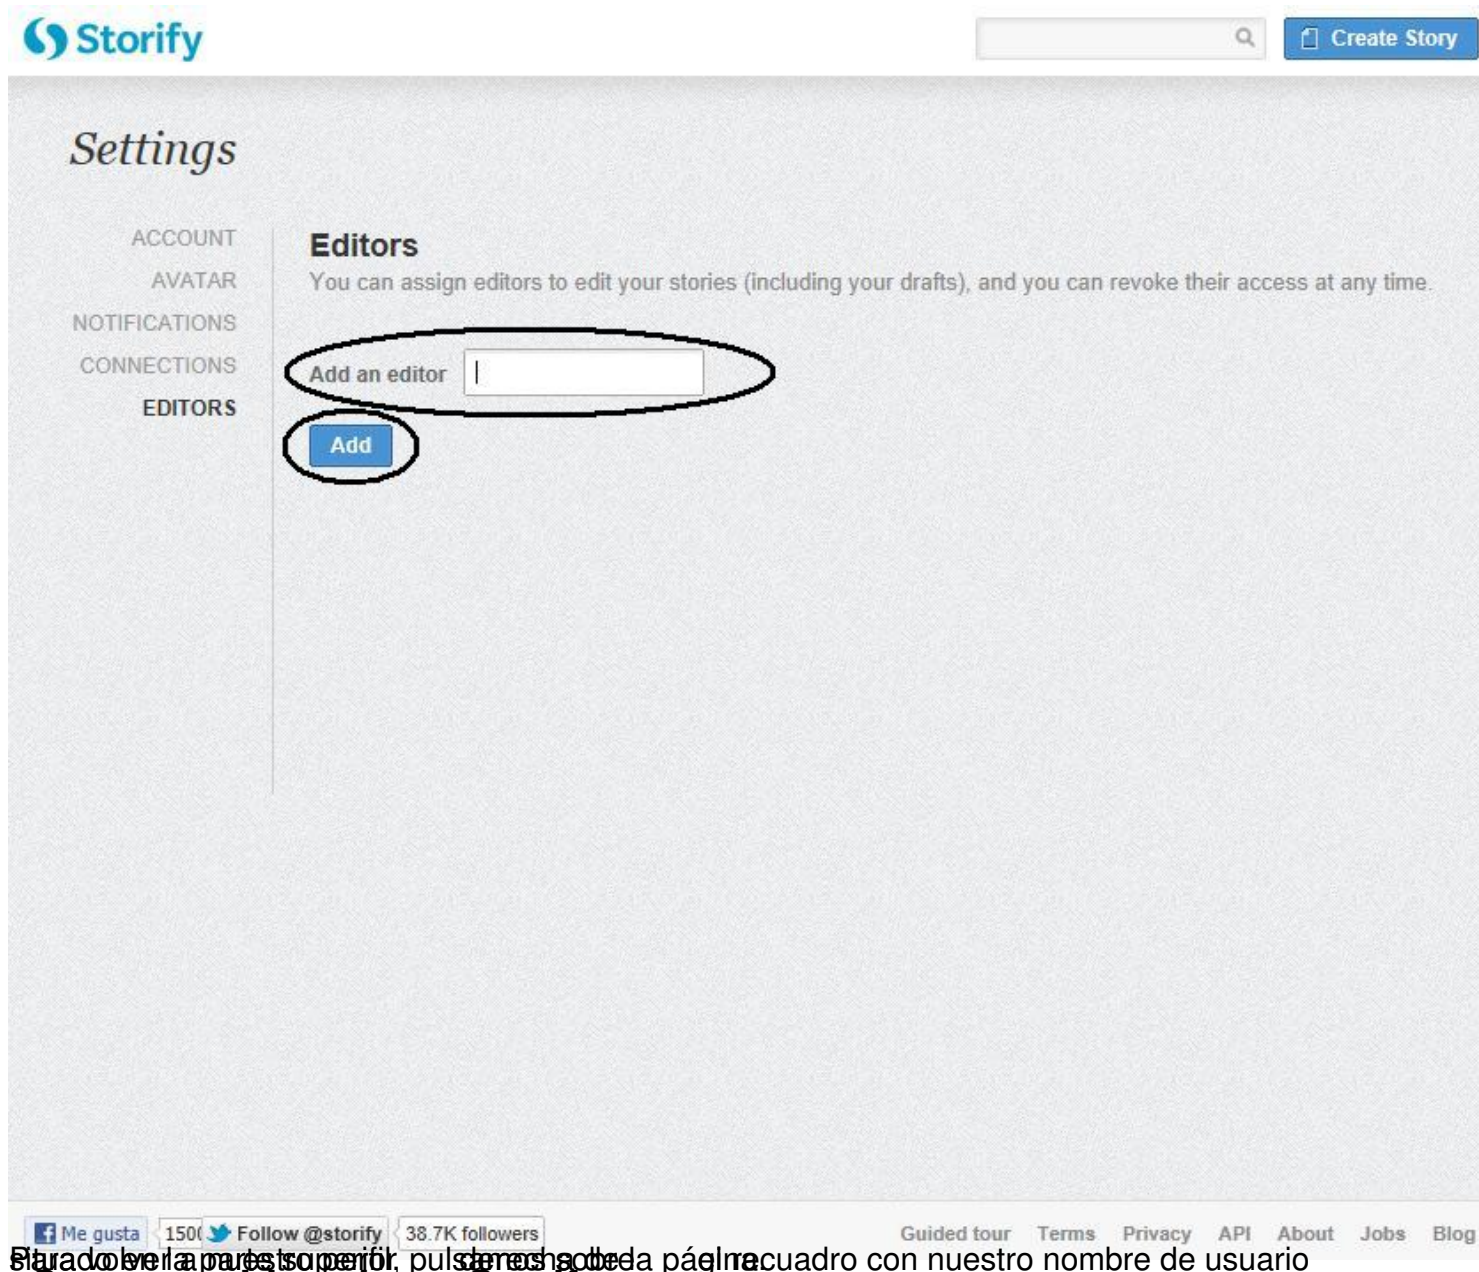 Storify
Create Story
Settings
ACCOUNT
AVATAR
NOTIFICATIONS
CONNECTIONS
EDITORS
Editors
You can assign editors to edit your stories (including your drafts), and you can revoke their access at any time.
Add an editor
Add
Me gusta
Follow @storify
38.7K followers
Guided tour
Terms
Privacy
API
About
Jobs
Blog
cuadro con nuestro nombre de usuario